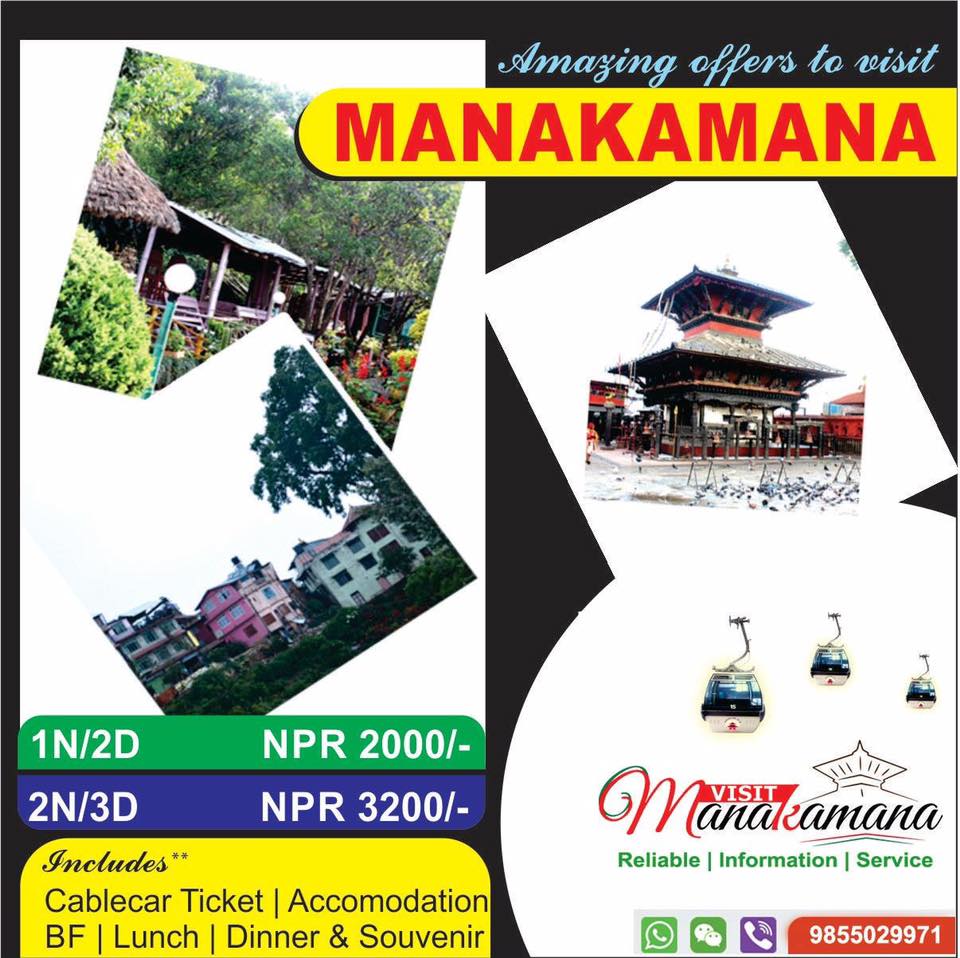 Amazing offers to visit
MANAKAMANA
1N/2D NPR 2000/-
2N/3D NPR 3200/-
Includes**
Cablecar Ticket | Accomodation
BF | Lunch | Dinner & Souvenir
15
VISIT
Manakamana
Reliable | Information | Service
9855029971